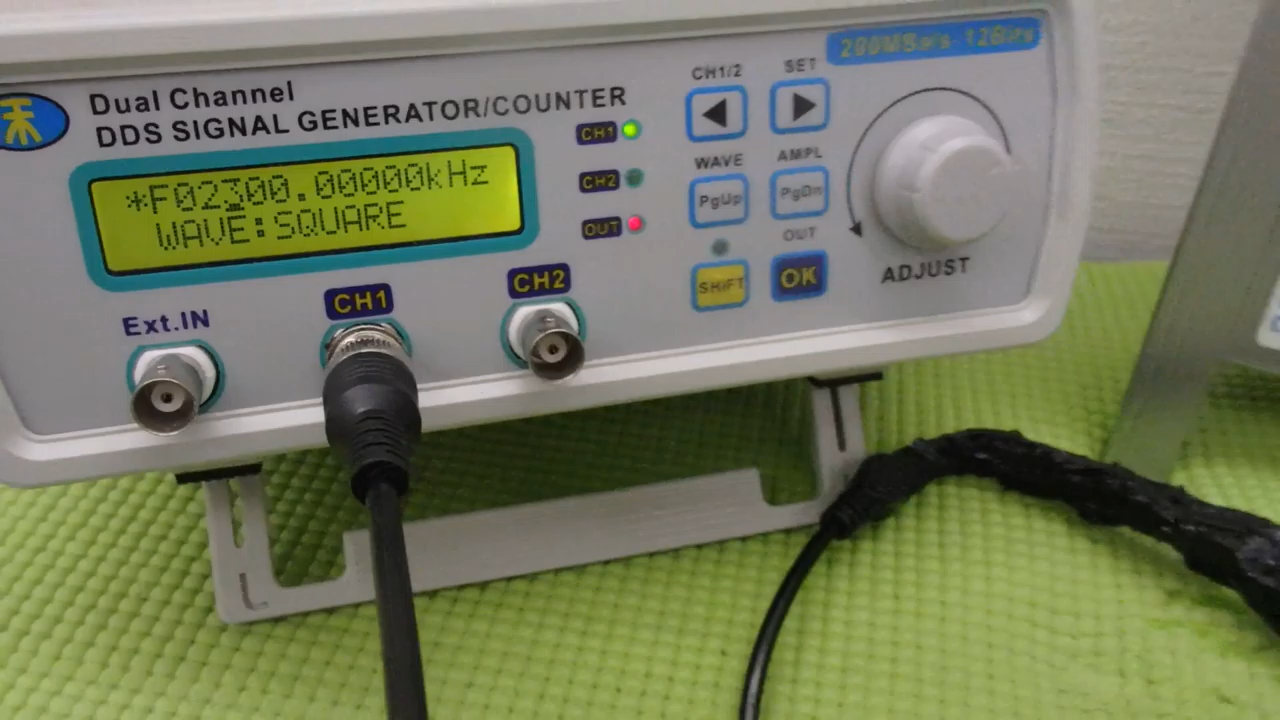 200MSa/s 12Bits
Dual Channel
DDS SIGNAL GENERATOR/COUNTER
*F02300.00000kHz
WAVE:SQUARE
CH1
CH2
OUT
CH1/2
SET
WAVE
AMPL
PgUp
PgDn
OUT
SHIFT
OK
ADJUST
Ext.IN
CH1
CH2